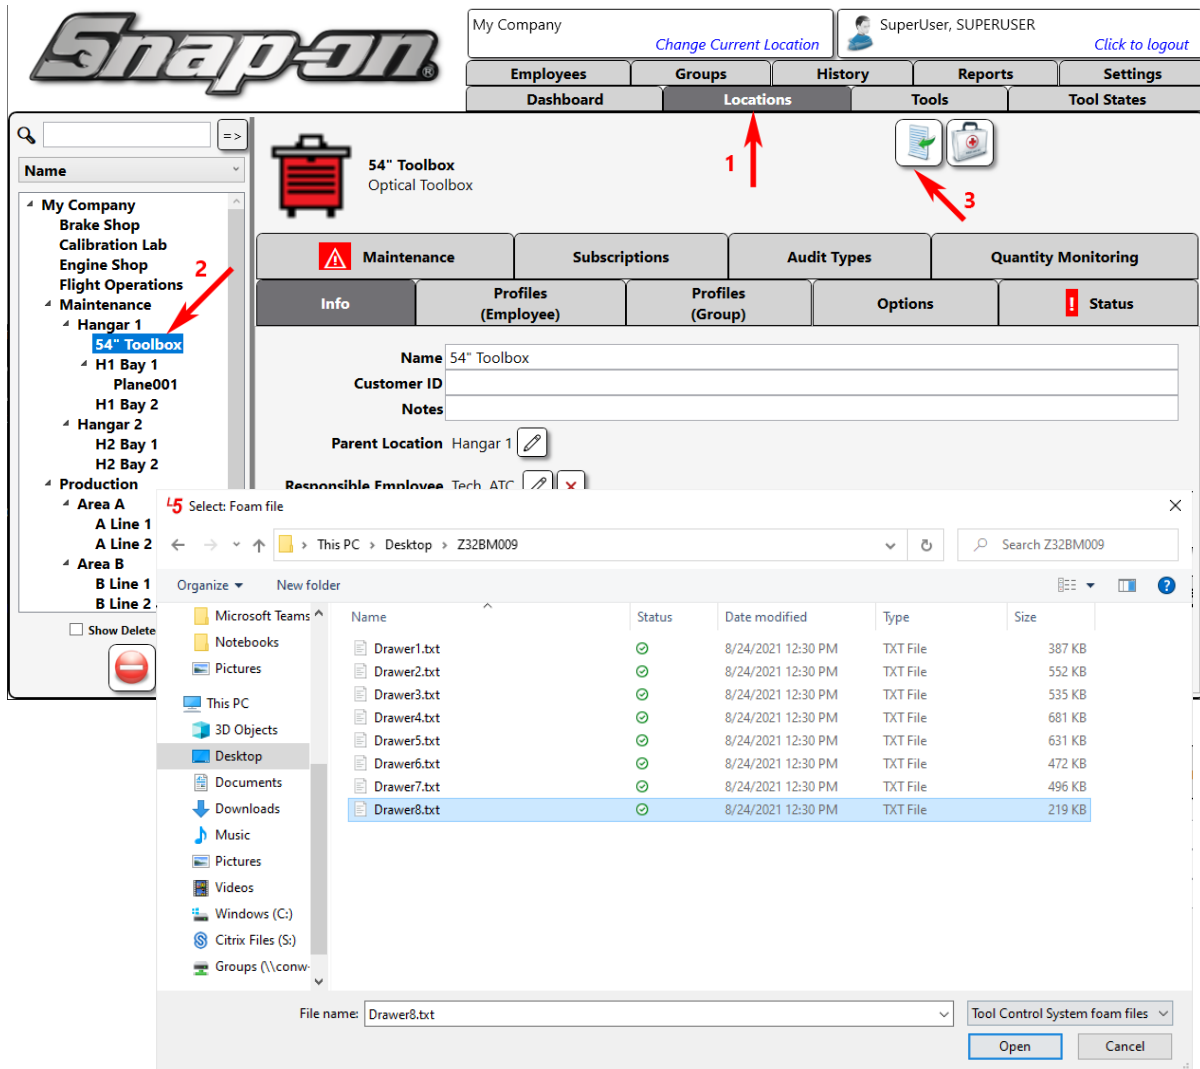 Snap-on®
My Company
Change Current Location
SuperUser, SUPERUSER
Click to logout
Employees
Groups
History
Reports
Settings
Dashboard
Locations
Tools
Tool States
=>
Name
My Company
Brake Shop
Calibration Lab
Engine Shop
Flight Operations
Maintenance
Hangar 1
54" Toolbox
H1 Bay 1
Plane001
H1 Bay 2
Hangar 2
H2 Bay 1
H2 Bay 2
Production
Area A
A Line 1
A Line 2
Area B
B Line 1
B Line 2
Show Delete
1
2
3
54" Toolbox
Optical Toolbox
Maintenance
Subscriptions
Audit Types
Quantity Monitoring
Info
Profiles
(Employee)
Profiles
(Group)
Options
! Status
Name 54" Toolbox
Customer ID
Notes
Parent Location Hangar 1
Responsible Employee Tech, ATC
L5 Select: Foam file
This PC > Desktop > Z32BM009
Search Z32BM009
Organize
New folder
?
Microsoft Teams
Notebooks
Pictures
This PC
3D Objects
Desktop
Documents
Downloads
Music
Pictures
Videos
Windows (C:)
Citrix Files (S:)
Groups (\\conw-
Name Status Date modified Type Size
Drawer1.txt 8/24/2021 12:30 PM TXT File 387 KB
Drawer2.txt 8/24/2021 12:30 PM TXT File 552 KB
Drawer3.txt 8/24/2021 12:30 PM TXT File 535 KB
Drawer4.txt 8/24/2021 12:30 PM TXT File 681 KB
Drawer5.txt 8/24/2021 12:30 PM TXT File 631 KB
Drawer6.txt 8/24/2021 12:30 PM TXT File 472 KB
Drawer7.txt 8/24/2021 12:30 PM TXT File 496 KB
Drawer8.txt 8/24/2021 12:30 PM TXT File 219 KB
File name: Drawer8.txt
Tool Control System foam files
Open
Cancel